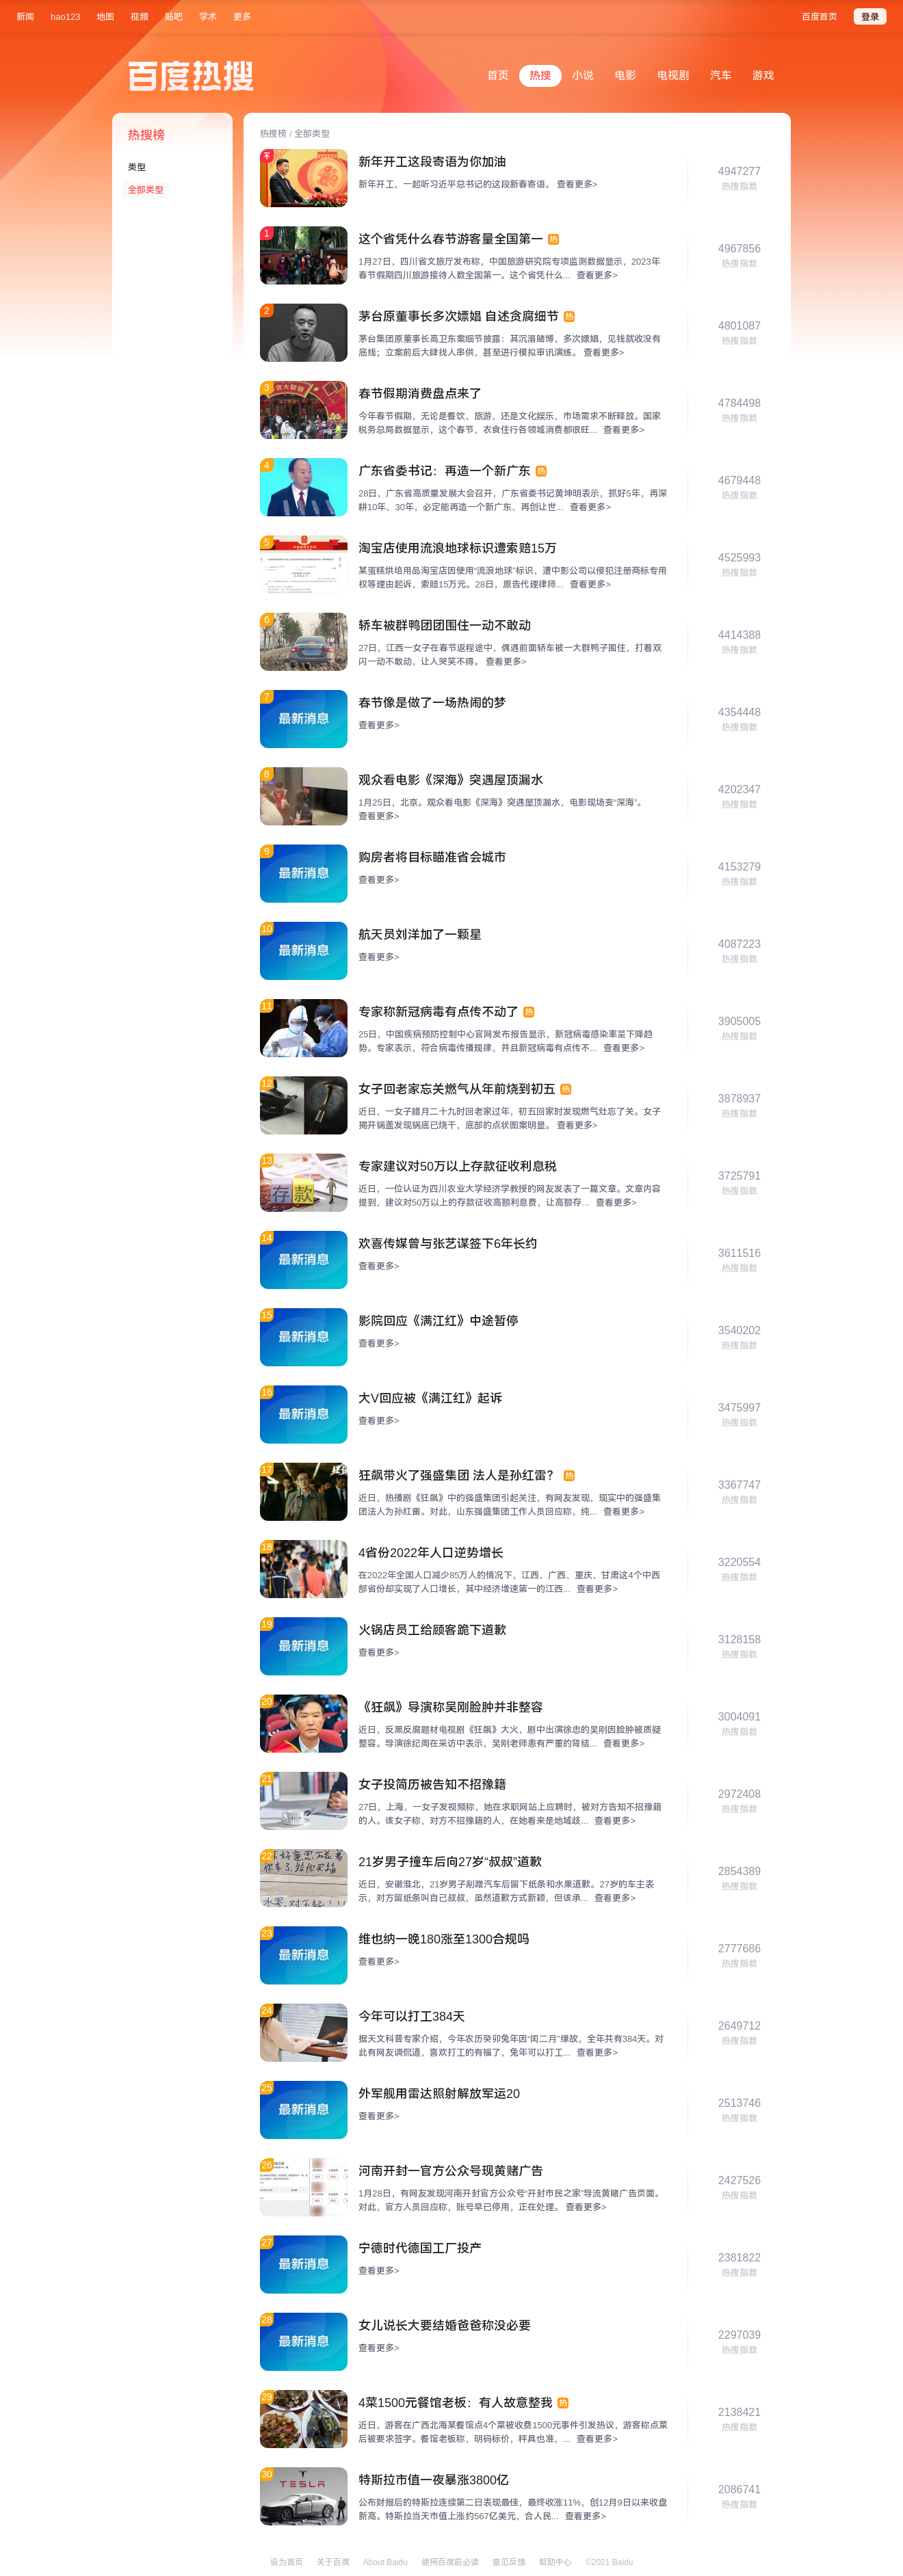 新闻 hao123 地图 视频 贴吧 学术 更多 百度首页 登录
百度热搜
首页 热搜 小说 电影 电视剧 汽车 游戏
热搜榜
类型
全部类型
热搜榜 / 全部类型
新年开工这段寄语为你加油
新年开工，一起听习近平总书记的这段新春寄语。 查看更多>
4947277
热搜指数
1
这个省凭什么春节游客量全国第一 热
1月27日，四川省文旅厅发布称，中国旅游研究院专项监测数据显示，2023年
春节假期四川旅游接待人数全国第一。这个省凭什么... 查看更多>
4967856
热搜指数
2
茅台原董事长多次嫖娼 自述贪腐细节 热
茅台集团原董事长高卫东案细节披露：其沉溺赌博，多次嫖娼，见钱就收没有
底线；立案前后大肆找人串供，甚至进行模拟审讯演练。 查看更多>
4801087
热搜指数
3
春节假期消费盘点来了
今年春节假期，无论是餐饮、旅游，还是文化娱乐，市场需求不断释放。国家
税务总局数据显示，这个春节，衣食住行各领域消费都很旺... 查看更多>
4784498
热搜指数
4
广东省委书记：再造一个新广东 热
28日，广东省高质量发展大会召开，广东省委书记黄坤明表示，抓好5年，再深
耕10年、30年，必定能再造一个新广东、再创让世... 查看更多>
4679448
热搜指数
5
淘宝店使用流浪地球标识遭索赔15万
某蛋糕烘培用品淘宝店因使用“流浪地球”标识，遭中影公司以侵犯注册商标专用
权等理由起诉，索赔15万元。28日，原告代理律师... 查看更多>
4525993
热搜指数
6
轿车被群鸭团团围住一动不敢动
27日，江西一女子在春节返程途中，偶遇前面轿车被一大群鸭子围住，打着双
闪一动不敢动，让人哭笑不得。 查看更多>
4414388
热搜指数
7
最新消息
春节像是做了一场热闹的梦
查看更多>
4354448
热搜指数
8
观众看电影《深海》突遇屋顶漏水
1月25日，北京。观众看电影《深海》突遇屋顶漏水，电影现场变“深海”。
查看更多>
4202347
热搜指数
9
最新消息
购房者将目标瞄准省会城市
查看更多>
4153279
热搜指数
10
最新消息
航天员刘洋加了一颗星
查看更多>
4087223
热搜指数
11
专家称新冠病毒有点传不动了 热
25日，中国疾病预防控制中心官网发布报告显示，新冠病毒感染率呈下降趋
势。专家表示，符合病毒传播规律，并且新冠病毒有点传不... 查看更多>
3905005
热搜指数
12
女子回老家忘关燃气从年前烧到初五 热
近日，一女子腊月二十九时回老家过年，初五回家时发现燃气灶忘了关。女子
揭开锅盖发现锅底已烧干，底部的点状图案明显。 查看更多>
3878937
热搜指数
13
存款
专家建议对50万以上存款征收利息税
近日，一位认证为四川农业大学经济学教授的网友发表了一篇文章。文章内容
提到，建议对50万以上的存款征收高额利息费，让高额存... 查看更多>
3725791
热搜指数
14
最新消息
欢喜传媒曾与张艺谋签下6年长约
查看更多>
3611516
热搜指数
15
最新消息
影院回应《满江红》中途暂停
查看更多>
3540202
热搜指数
16
最新消息
大V回应被《满江红》起诉
查看更多>
3475997
热搜指数
17
狂飙带火了强盛集团 法人是孙红雷？ 热
近日，热播剧《狂飙》中的强盛集团引起关注，有网友发现，现实中的强盛集
团法人为孙红雷。对此，山东强盛集团工作人员回应称，纯... 查看更多>
3367747
热搜指数
18
4省份2022年人口逆势增长
在2022年全国人口减少85万人的情况下，江西、广西、重庆、甘肃这4个中西
部省份却实现了人口增长，其中经济增速第一的江西... 查看更多>
3220554
热搜指数
19
最新消息
火锅店员工给顾客跪下道歉
查看更多>
3128158
热搜指数
20
《狂飙》导演称吴刚脸肿并非整容
近日，反黑反腐题材电视剧《狂飙》大火，剧中出演徐忠的吴刚因脸肿被质疑
整容。导演徐纪周在采访中表示，吴刚老师患有严重的肾结... 查看更多>
3004091
热搜指数
21
女子投简历被告知不招豫籍
27日，上海，一女子发视频称，她在求职网站上应聘时，被对方告知不招豫籍
的人。该女子称，对方不招豫籍的人，在她看来是地域歧... 查看更多>
2972408
热搜指数
22
21岁男子撞车后向27岁“叔叔”道歉
近日，安徽淮北，21岁男子剐蹭汽车后留下纸条和水果道歉。27岁的车主表
示，对方留纸条叫自己叔叔，虽然道歉方式新颖，但该承... 查看更多>
2854389
热搜指数
23
最新消息
维也纳一晚180涨至1300合规吗
查看更多>
2777686
热搜指数
24
今年可以打工384天
据天文科普专家介绍，今年农历癸卯兔年因“闰二月”缘故，全年共有384天。对
此有网友调侃道，喜欢打工的有福了，兔年可以打工... 查看更多>
2649712
热搜指数
25
最新消息
外军舰用雷达照射解放军运20
查看更多>
2513746
热搜指数
26
河南开封一官方公众号现黄赌广告
1月28日，有网友发现河南开封官方公众号“开封市民之家”导流黄赌广告页面。
对此，官方人员回应称，账号早已停用，正在处理。 查看更多>
2427526
热搜指数
27
最新消息
宁德时代德国工厂投产
查看更多>
2381822
热搜指数
28
最新消息
女儿说长大要结婚爸爸称没必要
查看更多>
2297039
热搜指数
29
4菜1500元餐馆老板：有人故意整我 热
近日，游客在广西北海某餐馆点4个菜被收费1500元事件引发热议，游客称点菜
后被要求签字。餐馆老板称，明码标价，秤具也准，... 查看更多>
2138421
热搜指数
30
TESLA
特斯拉市值一夜暴涨3800亿
公布财报后的特斯拉连续第二日表现最佳，最终收涨11%，创12月9日以来收盘
新高。特斯拉当天市值上涨约567亿美元，合人民... 查看更多>
2086741
热搜指数
设为首页 关于百度 About Baidu 使用百度前必读 意见反馈 帮助中心 ©2021 Baidu